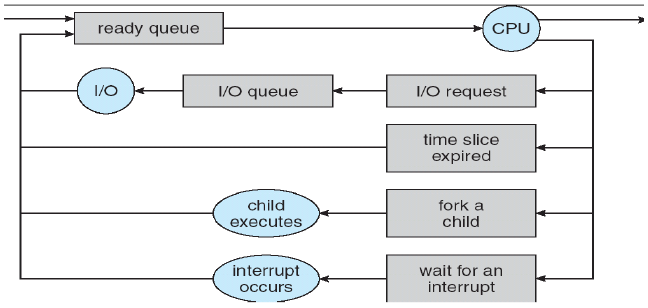 ready queue
CPU
I/O
I/O queue
I/O request
time slice
expired
child
executes
fork a
child
interrupt
occurs
wait for an
interrupt